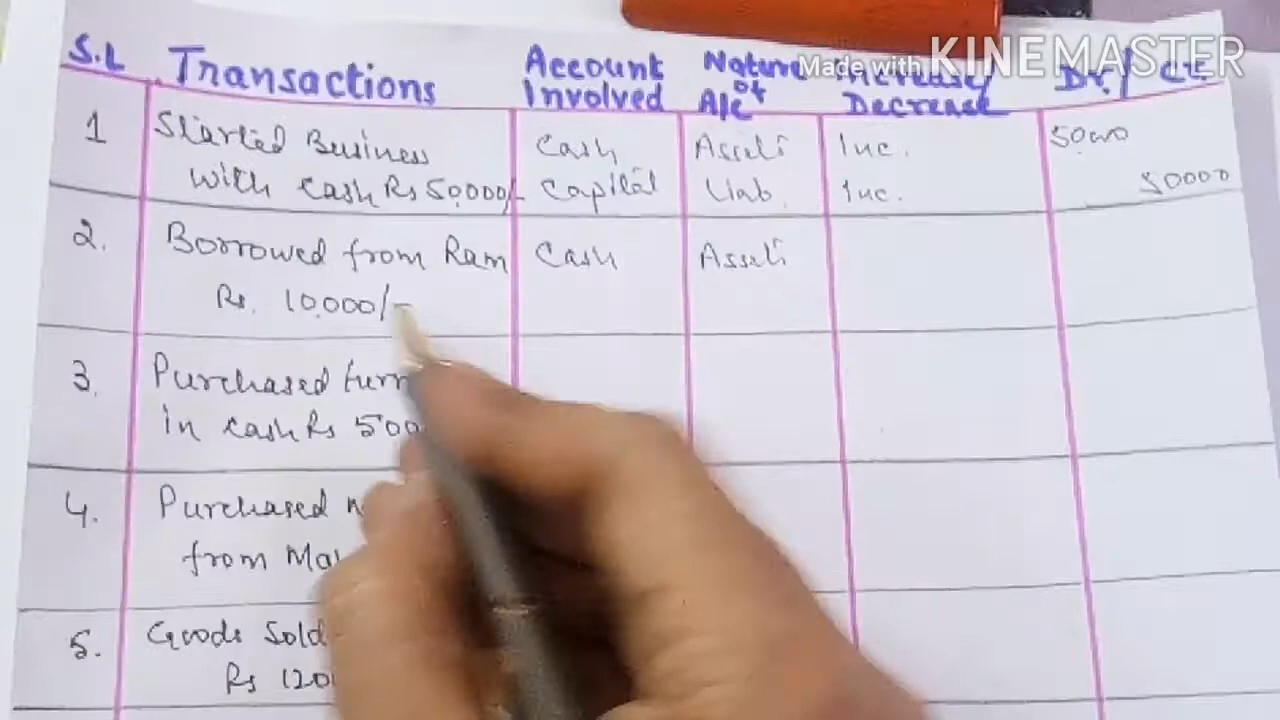 Made with KINEMASTER
S.L Transactions Account Involved Nature of A/c Increase/ Decrease Dr./ Cr.
1 Started Business Cash Assets Inc. 50000
with cash Rs 50,000/- Capital Liab. Inc. 50000
2. Borrowed from Ram Cash Assets
Rs. 10,000/-
3. Purchased
in cash Rs
4. Purchased
from
5. Goods Sold
Rs